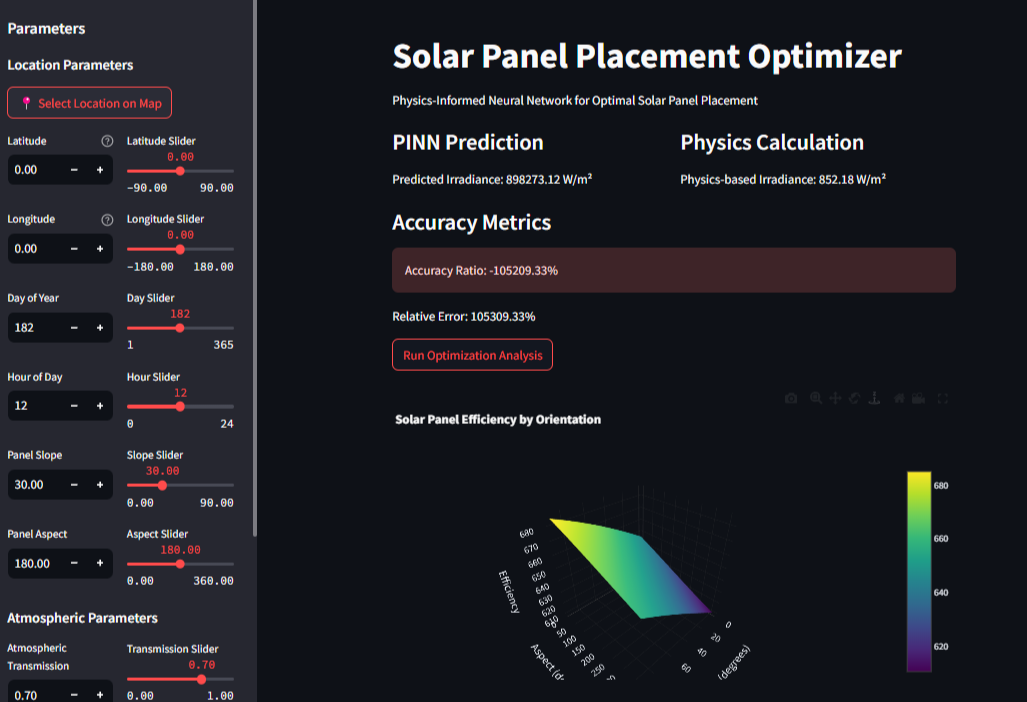 Parameters
Location Parameters
📍 Select Location on Map
Latitude
Latitude Slider
0.00
0.00 − +
−90.00 90.00
Longitude
Longitude Slider
0.00
0.00 − +
−180.00 180.00
Day of Year
Day Slider
182
182 − +
1 365
Hour of Day
Hour Slider
12
12 − +
0 24
Panel Slope
Slope Slider
30.00
30.00 − +
0.00 90.00
Panel Aspect
Aspect Slider
180.00
180.00 − +
0.00 360.00
Atmospheric Parameters
Atmospheric
Transmission
Transmission Slider
0.70
0.70 − +
0.00 1.00
Solar Panel Placement Optimizer
Physics-Informed Neural Network for Optimal Solar Panel Placement
PINN Prediction
Predicted Irradiance: 898273.12 W/m²
Physics Calculation
Physics-based Irradiance: 852.18 W/m²
Accuracy Metrics
Accuracy Ratio: -105209.33%
Relative Error: 105309.33%
Run Optimization Analysis
Solar Panel Efficiency by Orientation
680
670
660
650
640
630
620
Efficiency
50
100
150
200
250
Aspect (d
0
(degrees)
680
660
640
620